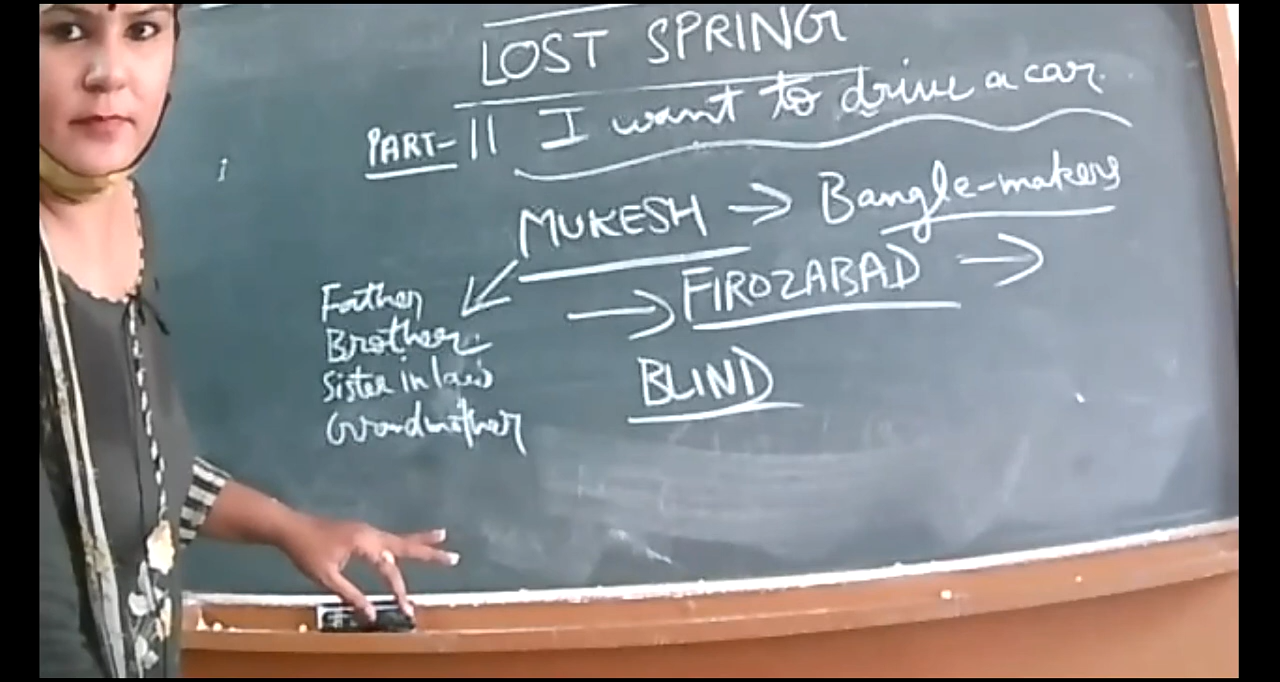 LOST SPRING
PART-II I want to drive a car.
MUKESH → Bangle-makers
→ FIROZABAD →
Father
Brother
Sister in law
Grandmother
BLIND